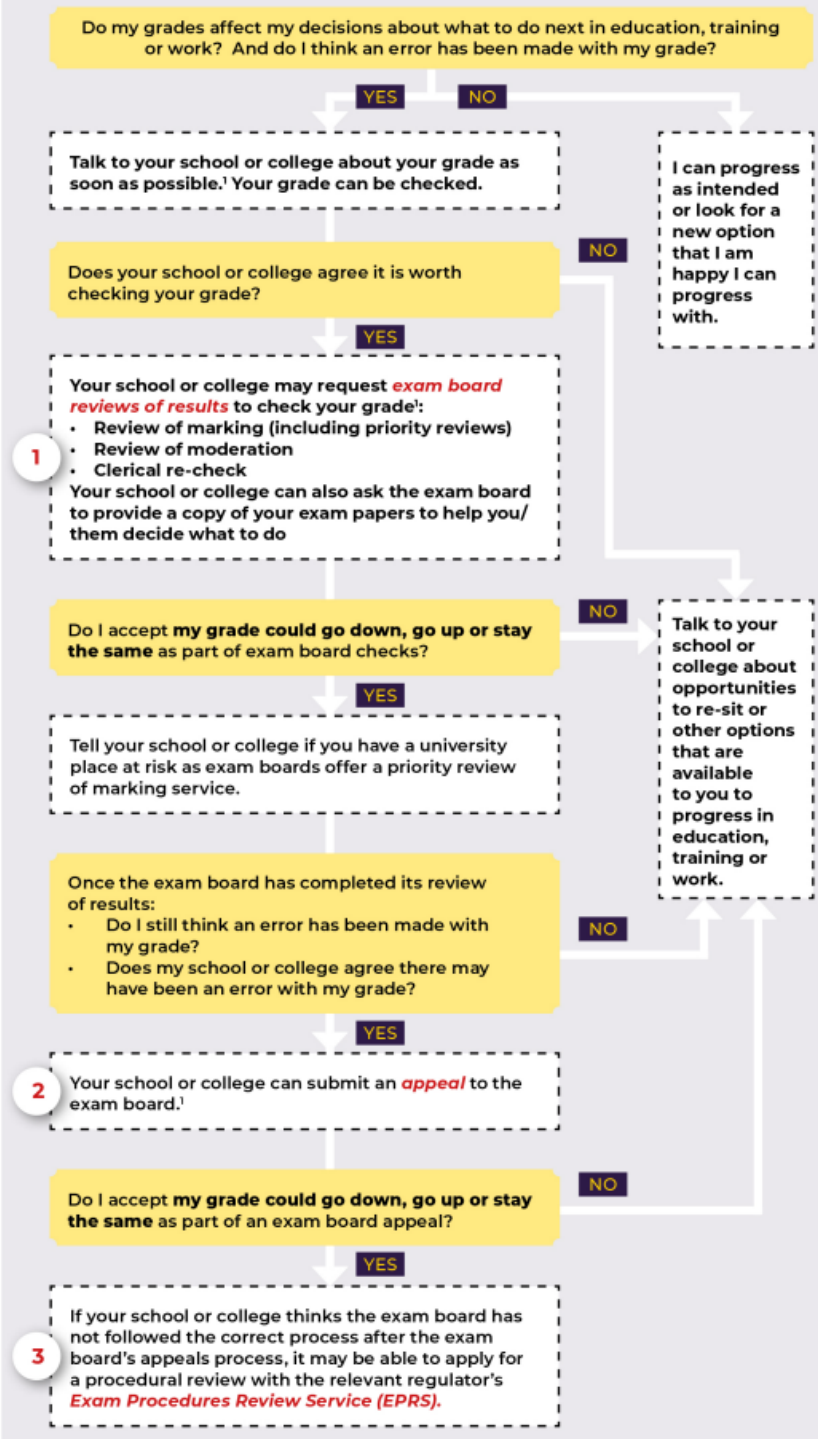 Do my grades affect my decisions about what to do next in education, training
or work? And do I think an error has been made with my grade?
YES
NO
Talk to your school or college about your grade as
soon as possible.¹ Your grade can be checked.
I can progress
as intended
or look for a
new option
that I am
happy I can
progress
with.
Does your school or college agree it is worth
checking your grade?
NO
YES
1
Your school or college may request exam board
reviews of results to check your grade¹:
• Review of marking (including priority reviews)
• Review of moderation
• Clerical re-check
Your school or college can also ask the exam board
to provide a copy of your exam papers to help you/
them decide what to do
Do I accept my grade could go down, go up or stay
the same as part of exam board checks?
NO
Talk to your
school or
college about
opportunities
to re-sit or
other options
that are
available
to you to
progress in
education,
training or
work.
YES
Tell your school or college if you have a university
place at risk as exam boards offer a priority review
of marking service.
Once the exam board has completed its review
of results:
• Do I still think an error has been made with
my grade?
• Does my school or college agree there may
have been an error with my grade?
NO
YES
2
Your school or college can submit an appeal to the
exam board.¹
Do I accept my grade could go down, go up or stay
the same as part of an exam board appeal?
NO
YES
3
If your school or college thinks the exam board has
not followed the correct process after the exam
board's appeals process, it may be able to apply for
a procedural review with the relevant regulator's
Exam Procedures Review Service (EPRS).